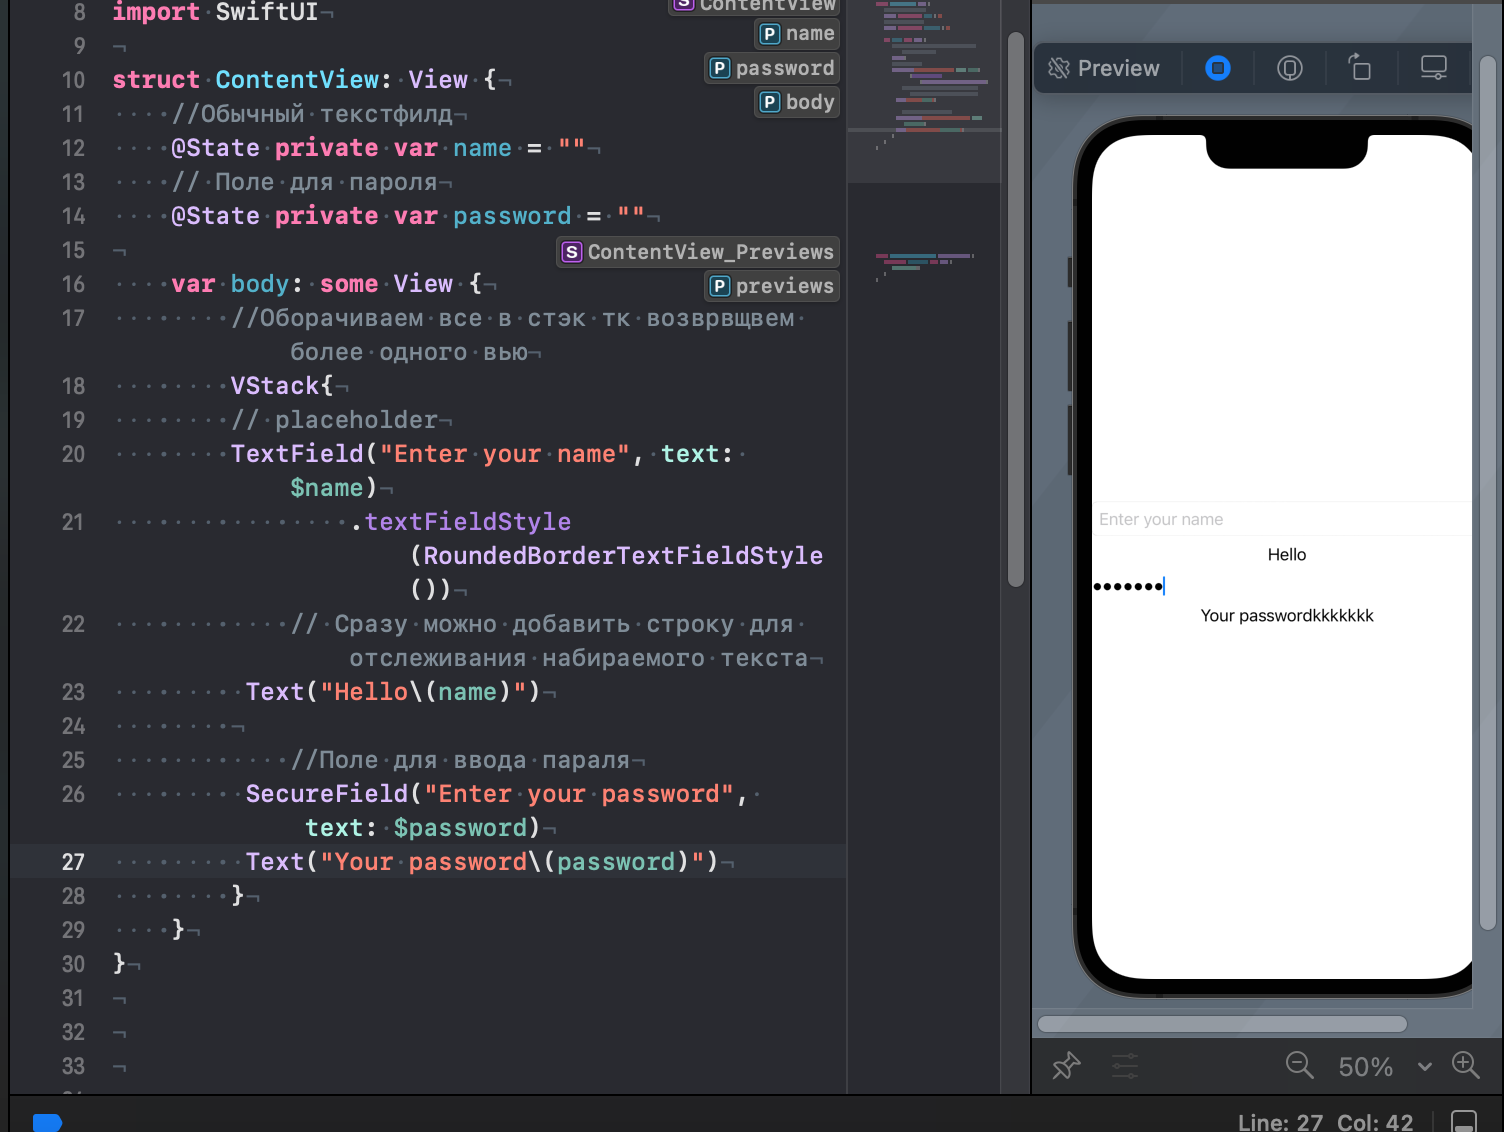 8 import SwiftUI
9
10 struct ContentView: View {
11 //Обычный текстфилд
12 @State private var name = ""
13 // Поле для пароля
14 @State private var password = ""
15
16 var body: some View {
17 //Оборачиваем все в стэк тк возврвщвем
более одного вью
18 VStack{
19 // placeholder
20 TextField("Enter your name", text:
$name)
21 .textFieldStyle
(RoundedBorderTextFieldStyle
())
22 // Сразу можно добавить строку для
отслеживания набираемого текста
23 Text("Hello\(name)")
24
25 //Поле для ввода параля
26 SecureField("Enter your password",
text: $password)
27 Text("Your password\(password)")
28 }
29 }
30 }
31
32
33
S ContentView
P name
P password
P body
S ContentView_Previews
P previews
Preview
Enter your name
Hello
•••••••
Your passwordkkkkkkk
50%
Line: 27 Col: 42